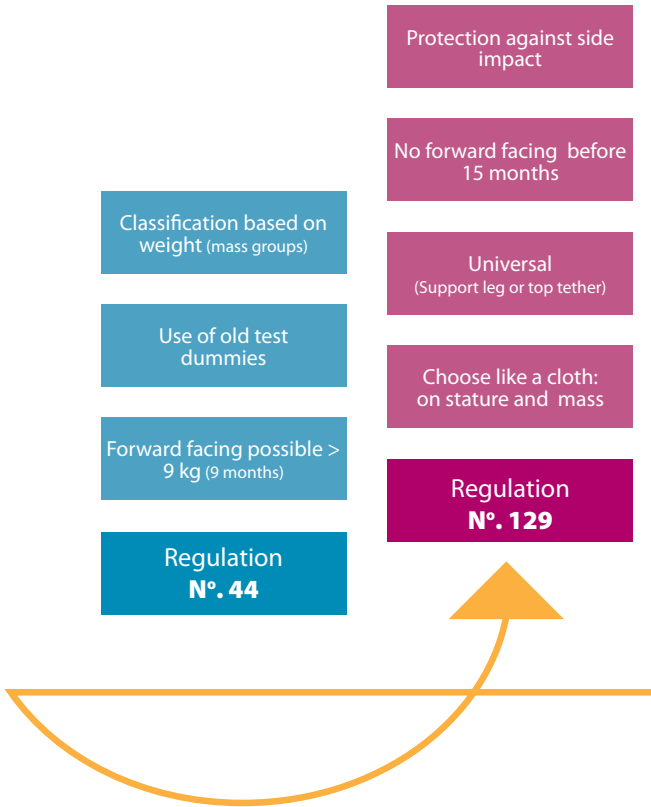 Protection against side
impact
No forward facing before
15 months
Universal
(Support leg or top tether)
Choose like a cloth:
on stature and mass
Regulation
Nº. 129
Classification based on
weight (mass groups)
Use of old test
dummies
Forward facing possible >
9 kg (9 months)
Regulation
Nº. 44